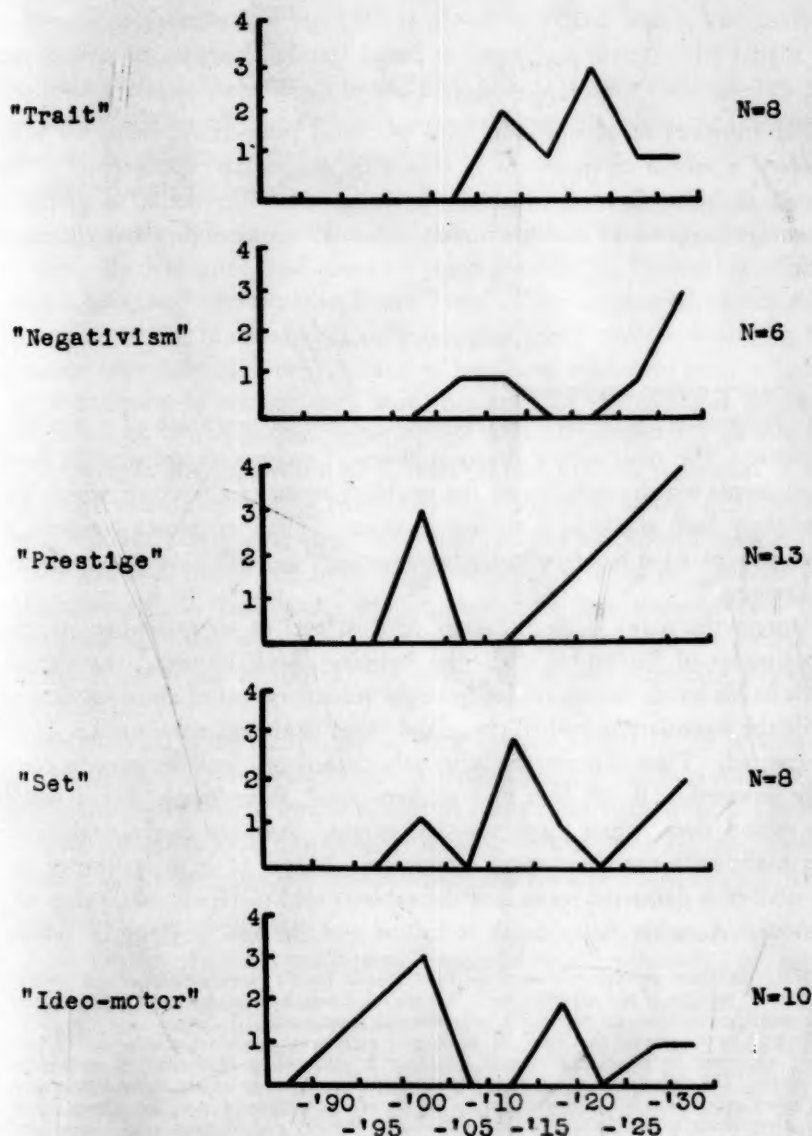 4
3
"Trait" 2 N=8
1
4
3
"Negativism" 2 N=6
1
4
3
"Prestige" 2 N=13
1
4
3
"Set" 2 N=8
1
4
3
"Ideo-motor" 2 N=10
1
-'90 -'00 -'10 -'20 -'30
-'95 -'05 -'15 -'25